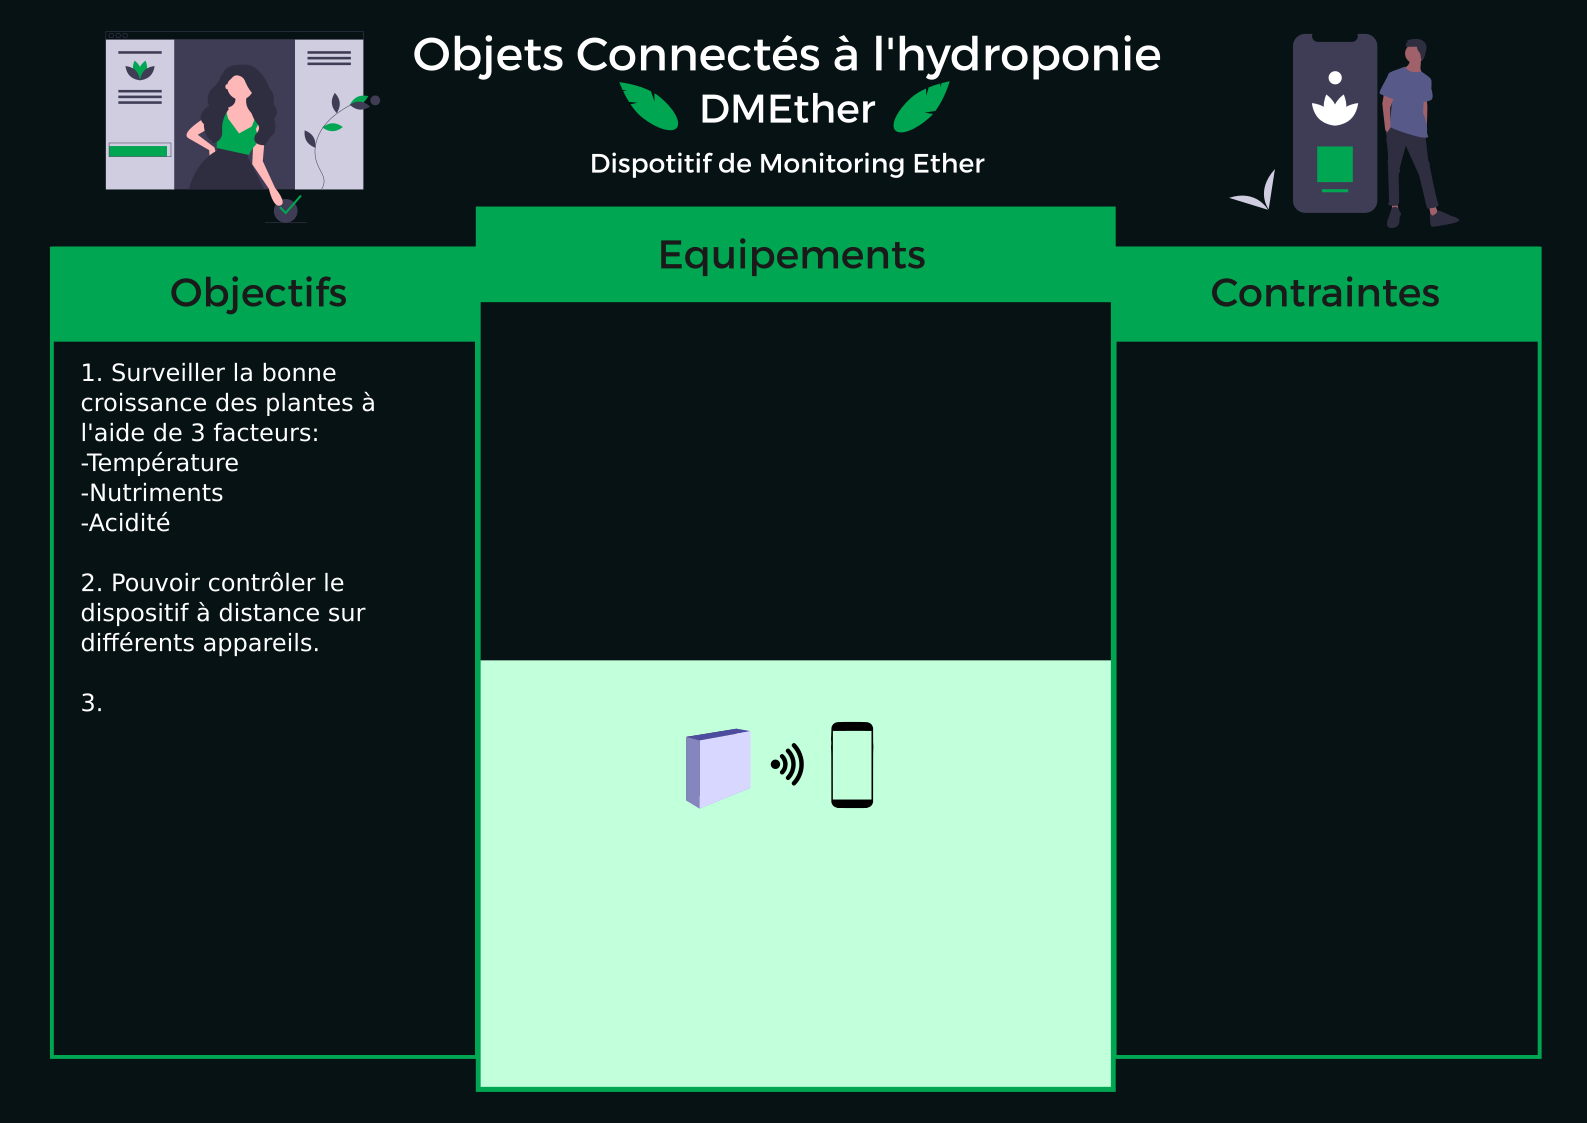 Objets Connectés à l'hydroponie
DMEther
Dispotitif de Monitoring Ether
Objectifs
1. Surveiller la bonne
croissance des plantes à
l'aide de 3 facteurs:
-Température
-Nutriments
-Acidité
2. Pouvoir contrôler le
dispositif à distance sur
différents appareils.
3.
Equipements
Contraintes